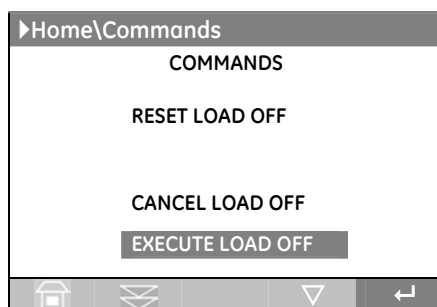 Home\Commands
COMMANDS
RESET LOAD OFF
CANCEL LOAD OFF
EXECUTE LOAD OFF